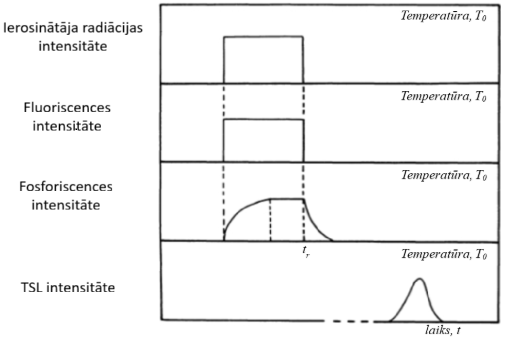 Ierosinātāja radiācijas
intensitāte
Temperatūra, T₀
Fluoriscences
intensitāte
Temperatūra, T₀
Fosforiscences
intensitāte
Temperatūra, T₀
tᵣ
TSL intensitāte
Temperatūra, T₀
laiks, t